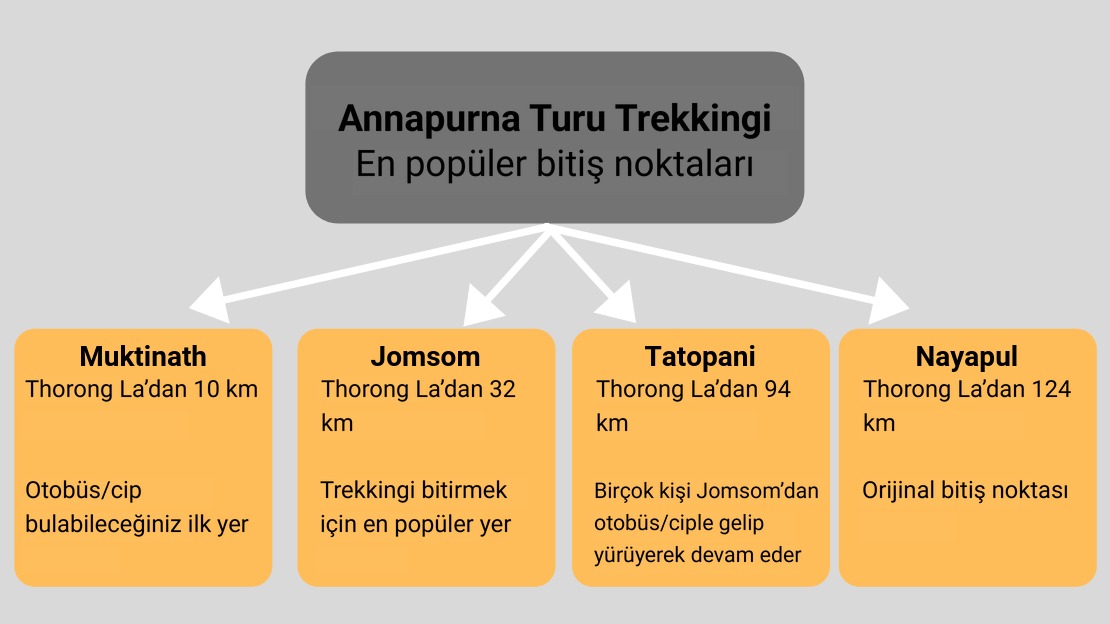 Annapurna Turu Trekkingi
En popüler bitiş noktaları
Muktinath
Thorong La’dan 10 km
Otobüs/cip
bulabileceğiniz ilk yer
Jomsom
Thorong La’dan 32
km
Trekkingi bitirmek
için en popüler yer
Tatopani
Thorong La’dan 94
km
Birçok kişi Jomsom’dan
otobüs/ciple gelip
yürüyerek devam eder
Nayapul
Thorong La’dan 124
km
Orijinal bitiş noktası